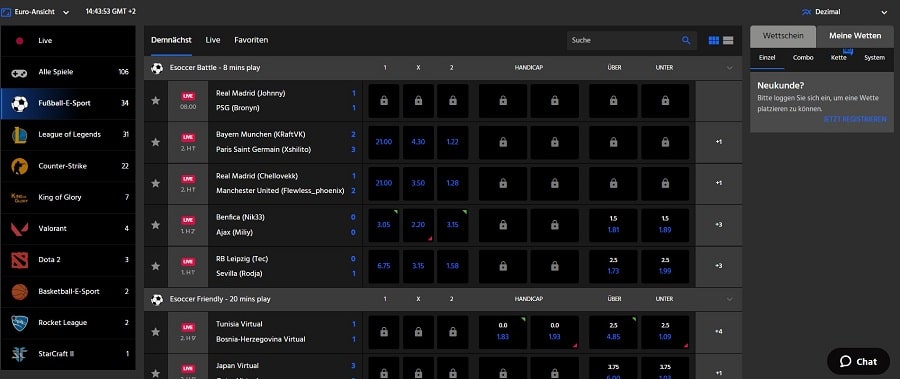 Euro-Ansicht 14:43:53 GMT +2 Dezimal
Live
Alle Spiele 106
Fußball-E-Sport 34
League of Legends 31
Counter-Strike 22
King of Glory 7
Valorant 4
Dota 2 3
Basketball-E-Sport 2
Rocket League 2
StarCraft II 1
Demnächst Live Favoriten Suche
Esoccer Battle - 8 mins play 1 X 2 HANDICAP ÜBER UNTER
LIVE Real Madrid (Johnny) 1
08:00 PSG (Bronyn) 1
LIVE Bayern Munchen (KRaftVK) 2 21.00 4.30 1.22 +1
Paris Saint Germain (Xshilito) 3
LIVE Real Madrid (Chellovekk) 1 21.00 3.50 1.28 +1
Manchester United (Flewless_phoenix) 2
LIVE Benfica (Nik33) 0 3.05 2.20 3.15 1.5 1.5 +3
Ajax (Miliy) 0 1.81 1.89
LIVE RB Leipzig (Tec) 0 6.75 3.15 1.58 2.5 2.5 +3
Sevilla (Rodja) 1 1.73 1.99
Esoccer Friendly - 20 mins play 1 X 2 HANDICAP ÜBER UNTER
LIVE Tunisia Virtual 1 0.0 0.0 2.5 2.5 +4
Bosnia-Herzegovina Virtual 1 1.83 1.93 4.85 1.09
LIVE Japan Virtual 3 3.75 3.75 +1
Wettschein Meine Wetten
Einzel Combo Kette System
Neukunde?
Bitte loggen Sie sich ein, um eine Wette
platzieren zu können.
JETZT REGISTRIEREN
Chat